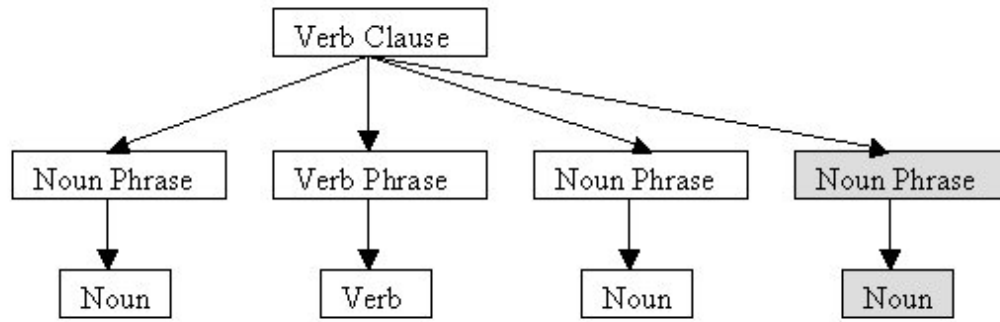 Verb Clause
Noun Phrase
Verb Phrase
Noun Phrase
Noun Phrase
Noun
Verb
Noun
Noun